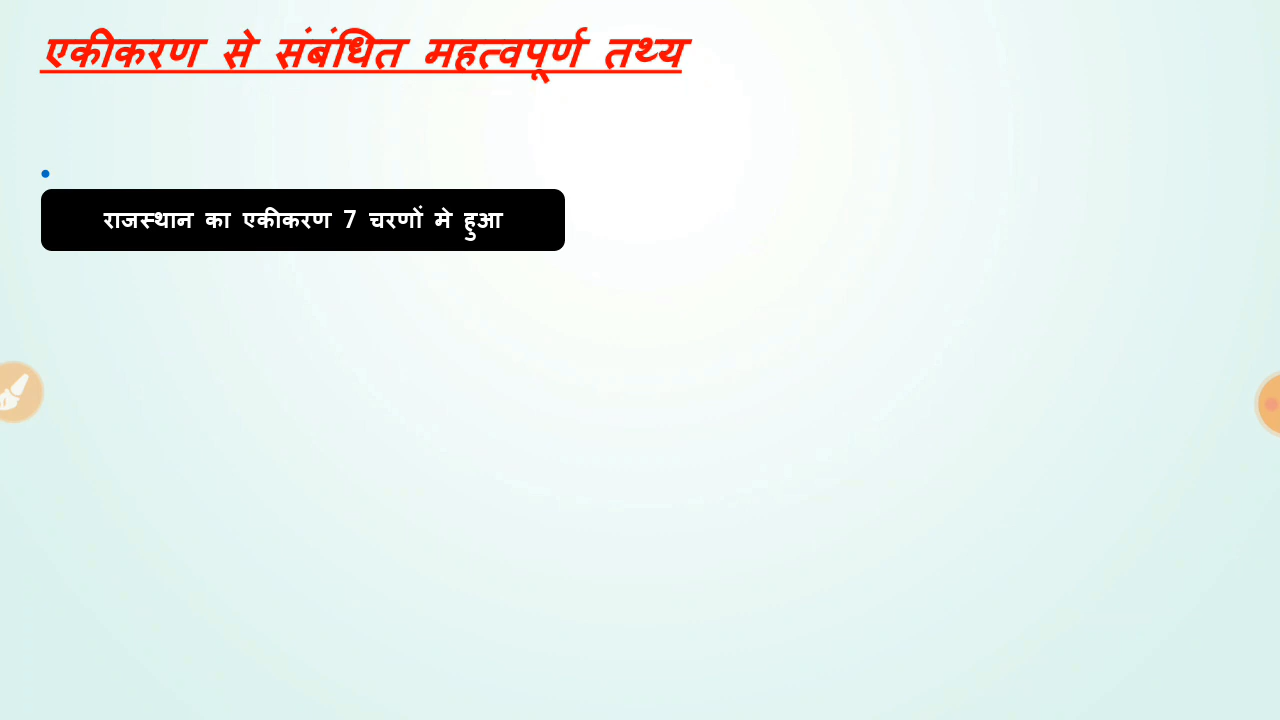 एकीकरण से संबंधित महत्वपूर्ण तथ्य
राजस्थान का एकीकरण 7 चरणों मे हुआ